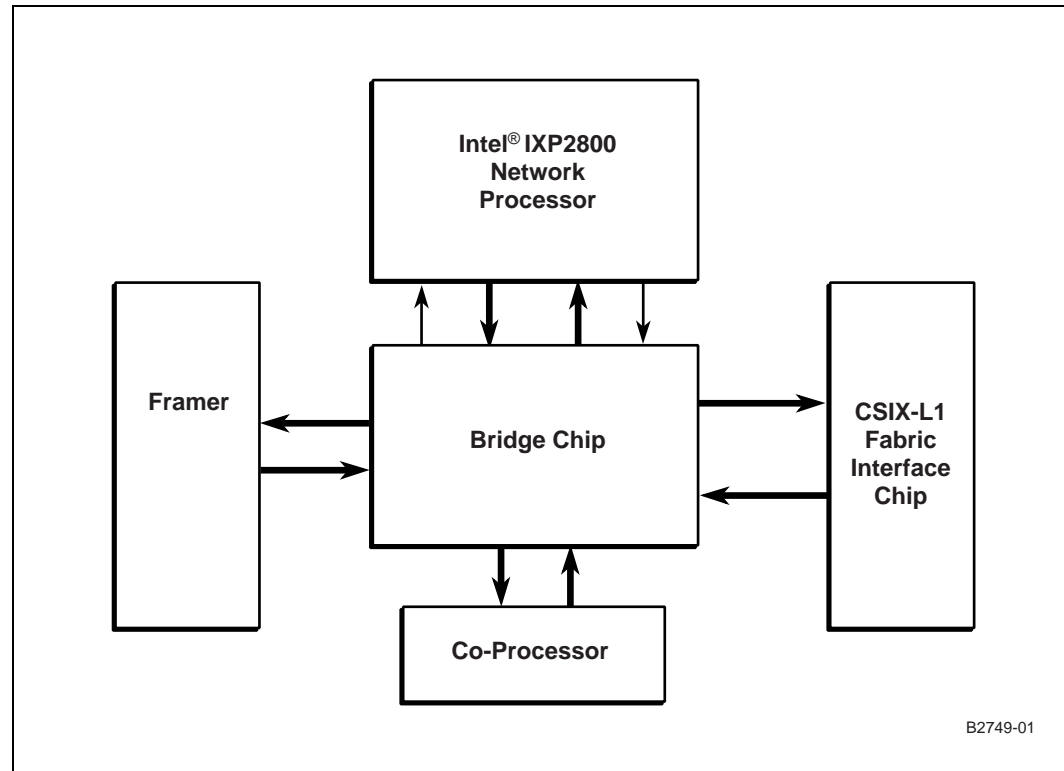 Intel® IXP2800
Network
Processor
Framer
Bridge Chip
CSIX-L1
Fabric
Interface
Chip
Co-Processor
B2749-01